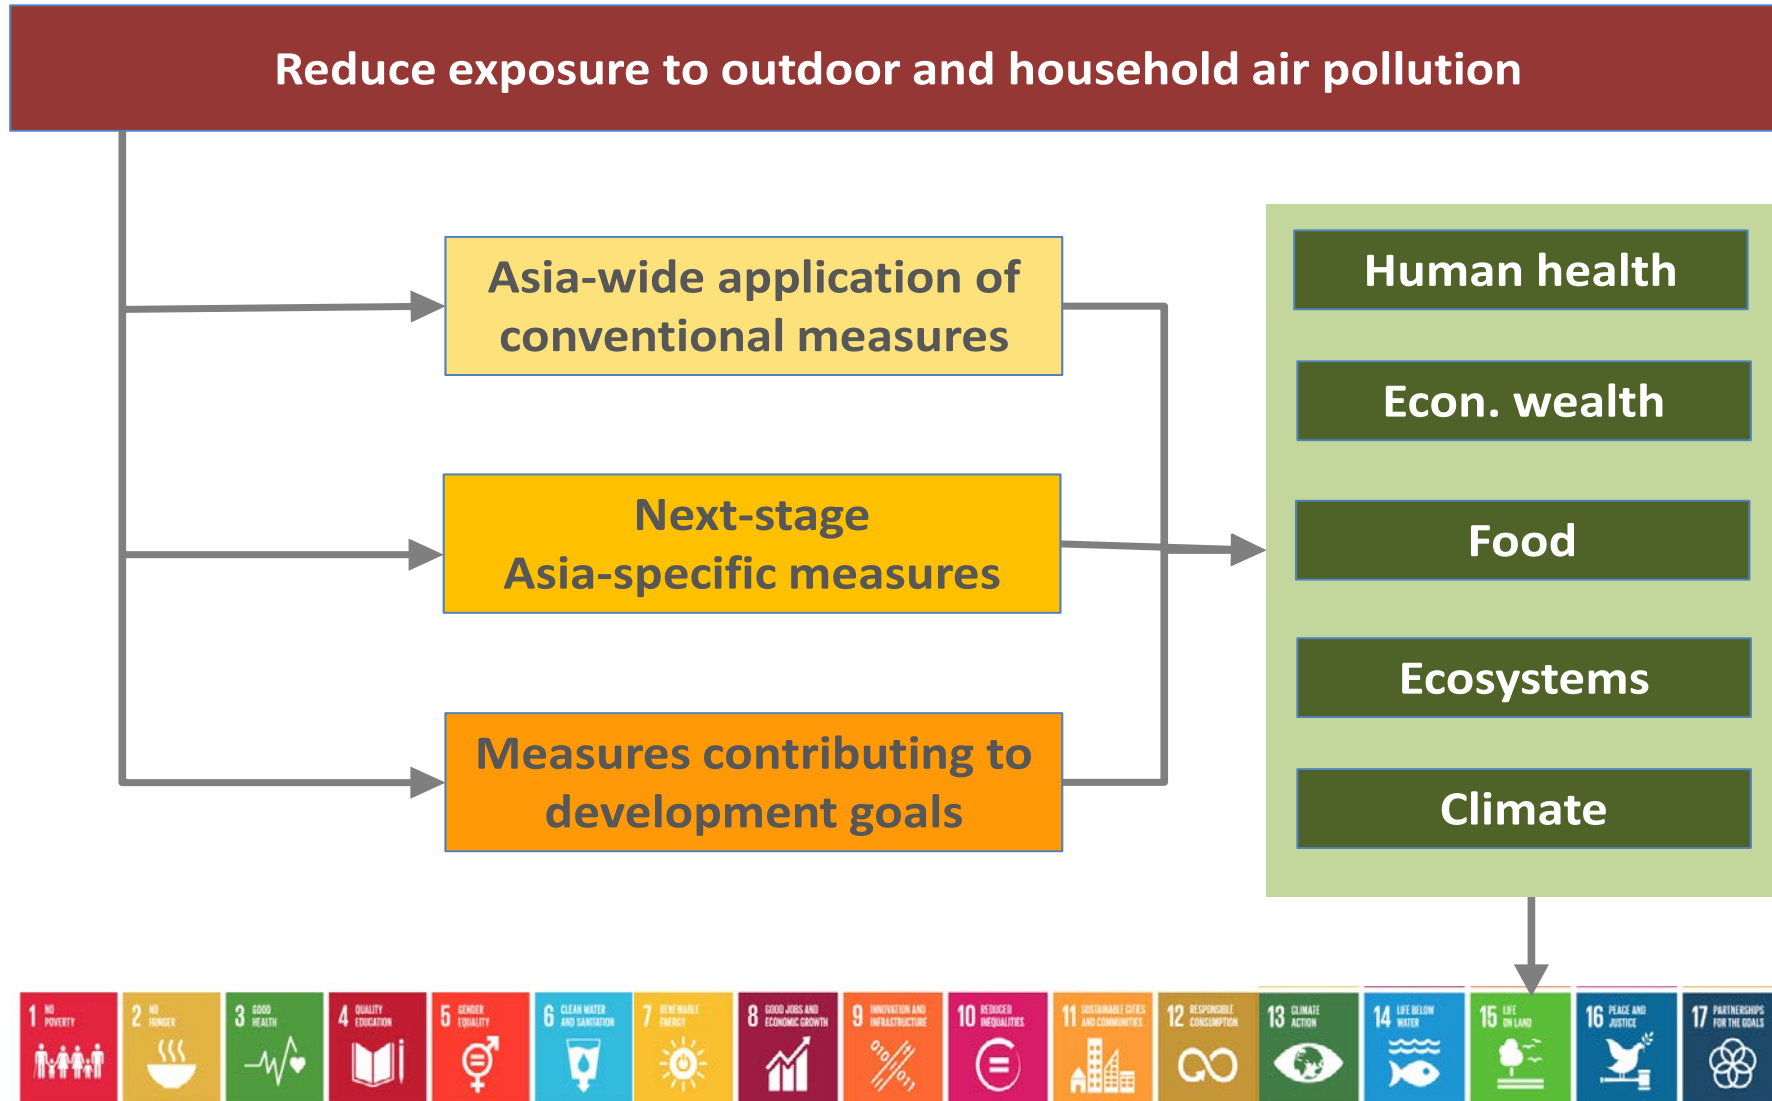 Reduce exposure to outdoor and household air pollution
Asia-wide application of
conventional measures
Next-stage
Asia-specific measures
Measures contributing to
development goals
Human health
Econ. wealth
Food
Ecosystems
Climate
1 NO
POVERTY
2 NO
HUNGER
3 GOOD
HEALTH
4 QUALITY
EDUCATION
5 GENDER
EQUALITY
6 CLEAN WATER
AND SANITATION
7 RENEWABLE
ENERGY
8 GOOD JOBS AND
ECONOMIC GROWTH
9 INNOVATION AND
INFRASTRUCTURE
10 REDUCED
INEQUALITIES
11 SUSTAINABLE CITIES
AND COMMUNITIES
12 RESPONSIBLE
CONSUMPTION
13 CLIMATE
ACTION
14 LIFE BELOW
WATER
15 LIFE
ON LAND
16 PEACE AND
JUSTICE
17 PARTNERSHIPS
FOR THE GOALS